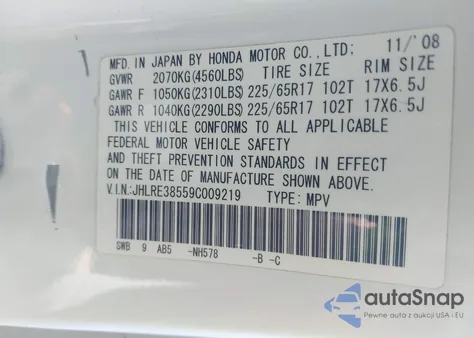 MFD. IN JAPAN BY HONDA MOTOR CO., LTD: 11/'08
GVWR 2070KG(4560LBS) TIRE SIZE RIM SIZE
GAWR F 1050KG(2310LBS) 225/65R17 102T 17X6.5J
GAWR R 1040KG(2290LBS) 225/65R17 102T 17X6.5J
THIS VEHICLE CONFORMS TO ALL APPLICABLE
FEDERAL MOTOR VEHICLE SAFETY, BUMPER,
AND THEFT PREVENTION STANDARDS IN EFFECT
ON THE DATE OF MANUFACTURE SHOWN ABOVE.
V.I.N: JHLRE38559C009219 TYPE: MPV
SWB 9 AB5 -NH578 -B -C
autoSnap
Pewne auta z aukcji USA i EU